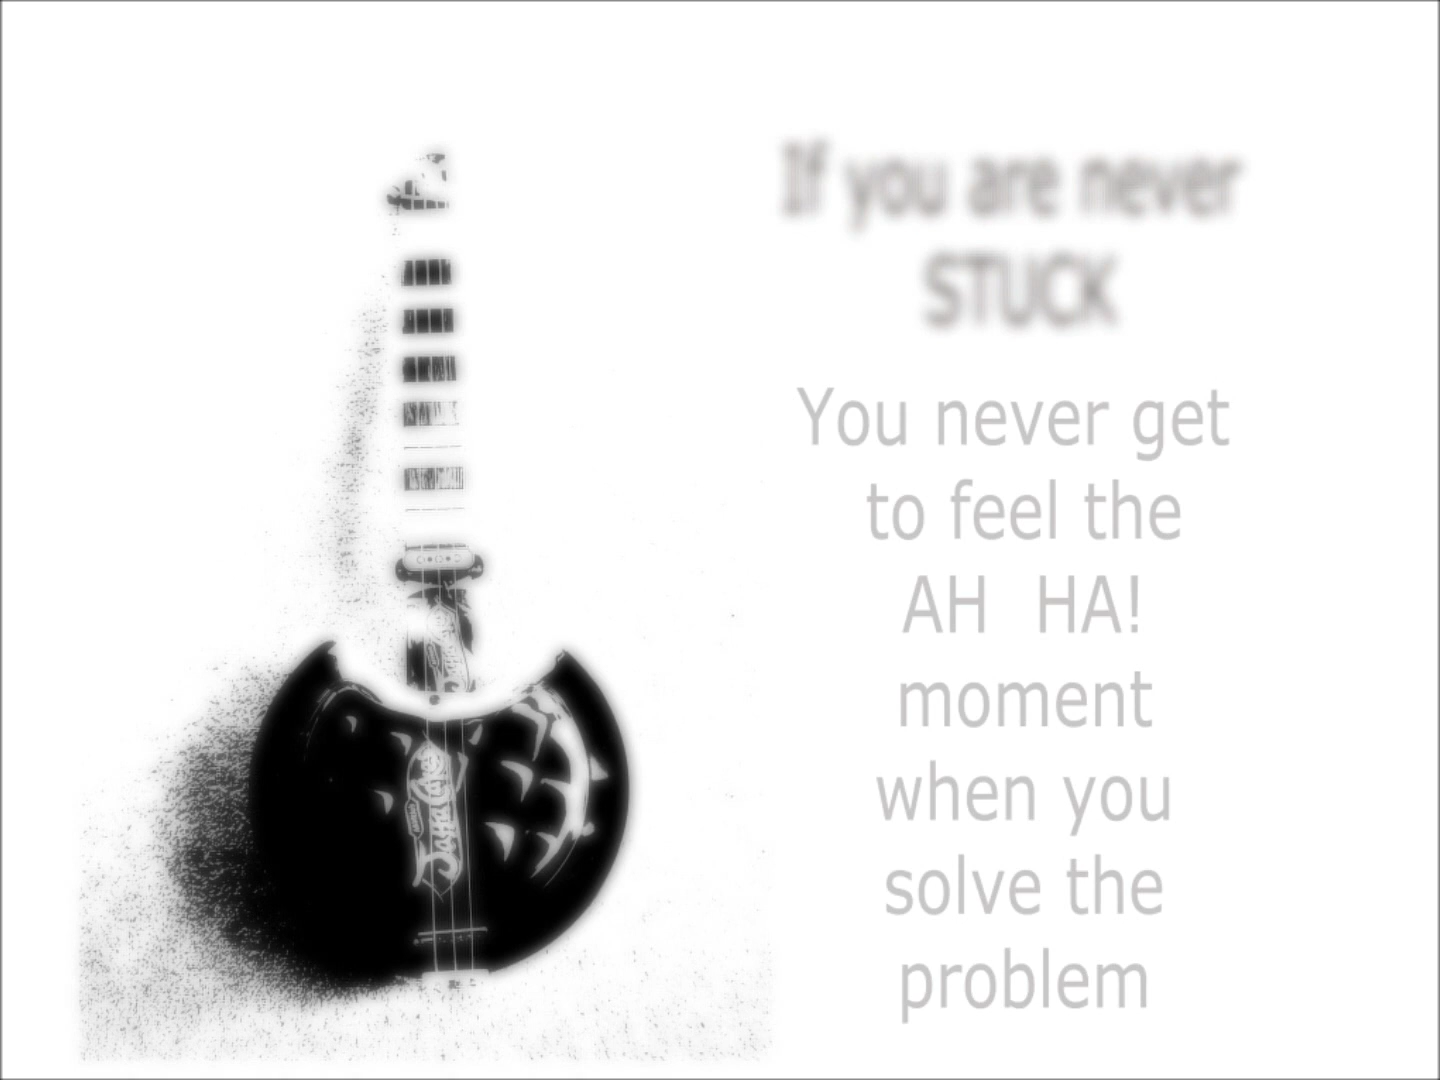 If you are never
STUCK
You never get
to feel the
AH HA!
moment
when you
solve the
problem